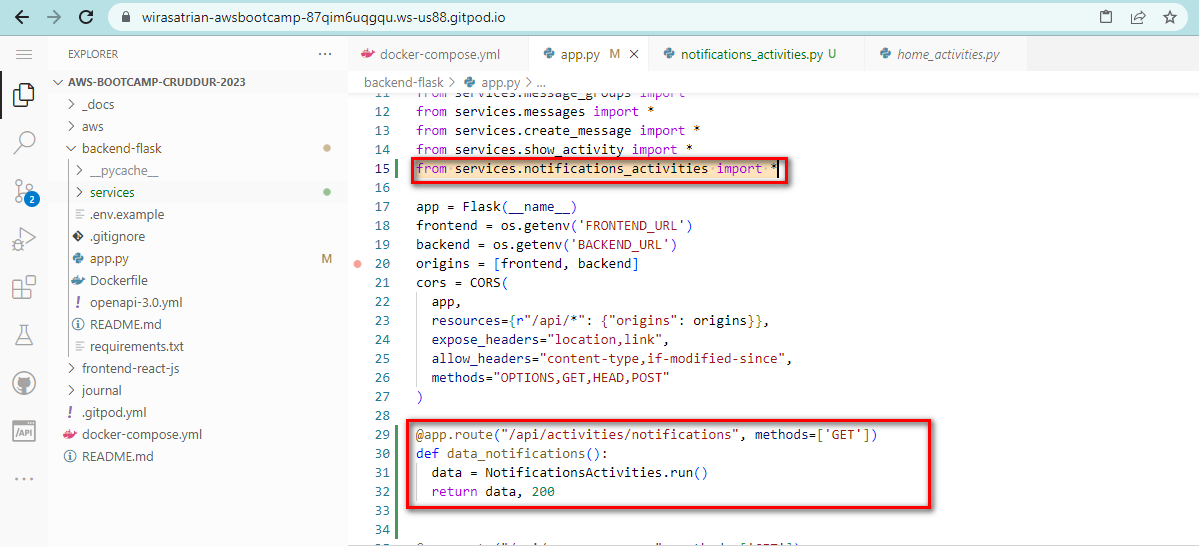 wirasatrian-awsbootcamp-87qim6uqgqu.ws-us88.gitpod.io
EXPLORER
docker-compose.yml
app.py M
notifications_activities.py U
home_activities.py
AWS-BOOTCAMP-CRUDDUR-2023
_docs
aws
backend-flask
__pycache__
services
.env.example
.gitignore
app.py M
Dockerfile
openapi-3.0.yml
README.md
requirements.txt
frontend-react-js
journal
.gitpod.yml
docker-compose.yml
README.md
2
/API
backend-flask > app.py > ...
11 from services.message_groups import *
12 from services.messages import *
13 from services.create_message import *
14 from services.show_activity import *
15 from services.notifications_activities import *
16
17 app = Flask(__name__)
18 frontend = os.getenv('FRONTEND_URL')
19 backend = os.getenv('BACKEND_URL')
20 origins = [frontend, backend]
21 cors = CORS(
22 app,
23 resources={r"/api/*": {"origins": origins}},
24 expose_headers="location,link",
25 allow_headers="content-type,if-modified-since",
26 methods="OPTIONS,GET,HEAD,POST"
27 )
28
29 @app.route("/api/activities/notifications", methods=['GET'])
30 def data_notifications():
31 data = NotificationsActivities.run()
32 return data, 200
33
34